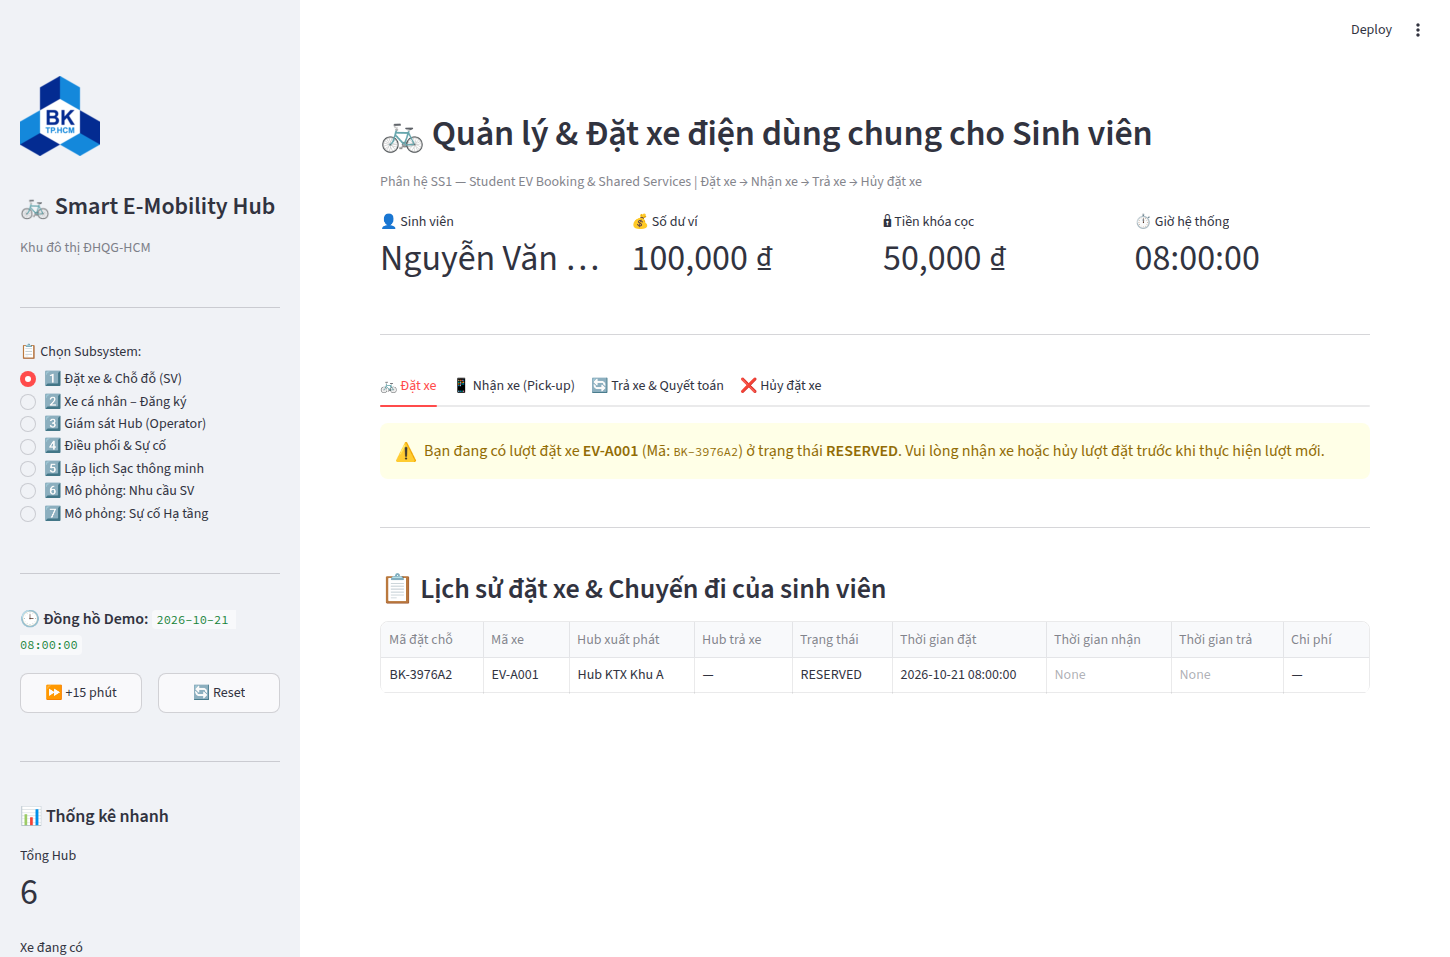 Deploy
BK
TP.HCM
🚲 Smart E-Mobility Hub
Khu đô thị ĐHQG-HCM
📋 Chọn Subsystem:
1️⃣ Đặt xe & Chỗ đỗ (SV)
2️⃣ Xe cá nhân – Đăng ký
3️⃣ Giám sát Hub (Operator)
4️⃣ Điều phối & Sự cố
5️⃣ Lập lịch Sạc thông minh
6️⃣ Mô phỏng: Nhu cầu SV
7️⃣ Mô phỏng: Sự cố Hạ tầng
🕒 Đồng hồ Demo: 2026-10-21
08:00:00
⏩ +15 phút
🔄 Reset
📊 Thống kê nhanh
Tổng Hub
6
Xe đang có
🚲 Quản lý & Đặt xe điện dùng chung cho Sinh viên
Phân hệ SS1 — Student EV Booking & Shared Services | Đặt xe → Nhận xe → Trả xe → Hủy đặt xe
👤 Sinh viên
Nguyễn Văn ...
💰 Số dư ví
100,000 ₫
🔒 Tiền khóa cọc
50,000 ₫
⏱️ Giờ hệ thống
08:00:00
🚲 Đặt xe
📱 Nhận xe (Pick-up)
🔄 Trả xe & Quyết toán
❌ Hủy đặt xe
⚠️ Bạn đang có lượt đặt xe EV-A001 (Mã: BK-3976A2) ở trạng thái RESERVED. Vui lòng nhận xe hoặc hủy lượt đặt trước khi thực hiện lượt mới.
📋 Lịch sử đặt xe & Chuyến đi của sinh viên
Mã đặt chỗ Mã xe Hub xuất phát Hub trả xe Trạng thái Thời gian đặt Thời gian nhận Thời gian trả Chi phí
BK-3976A2 EV-A001 Hub KTX Khu A — RESERVED 2026-10-21 08:00:00 None None —